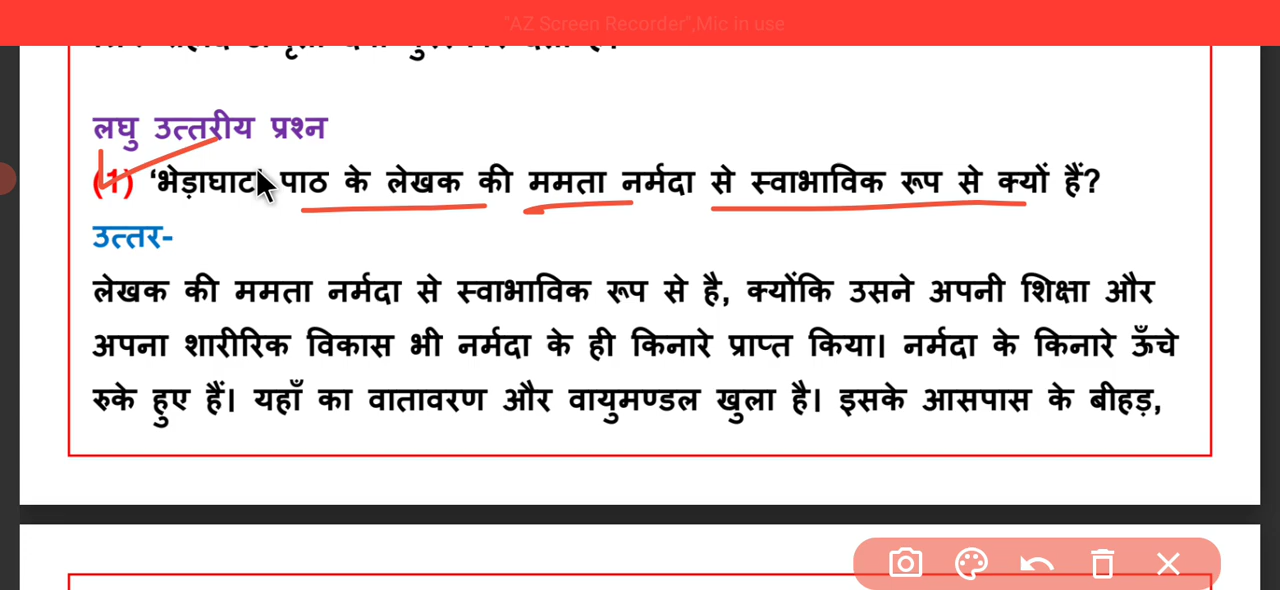 "AZ Screen Recorder",Mic in use
लघु उत्तरीय प्रश्न
(1) ‘भेड़ाघाट पाठ के लेखक की ममता नर्मदा से स्वाभाविक रूप से क्यों हैं?
उत्तर-
लेखक की ममता नर्मदा से स्वाभाविक रूप से है, क्योंकि उसने अपनी शिक्षा और
अपना शारीरिक विकास भी नर्मदा के ही किनारे प्राप्त किया। नर्मदा के किनारे ऊँचे
रुके हुए हैं। यहाँ का वातावरण और वायुमण्डल खुला है। इसके आसपास के बीहड़,